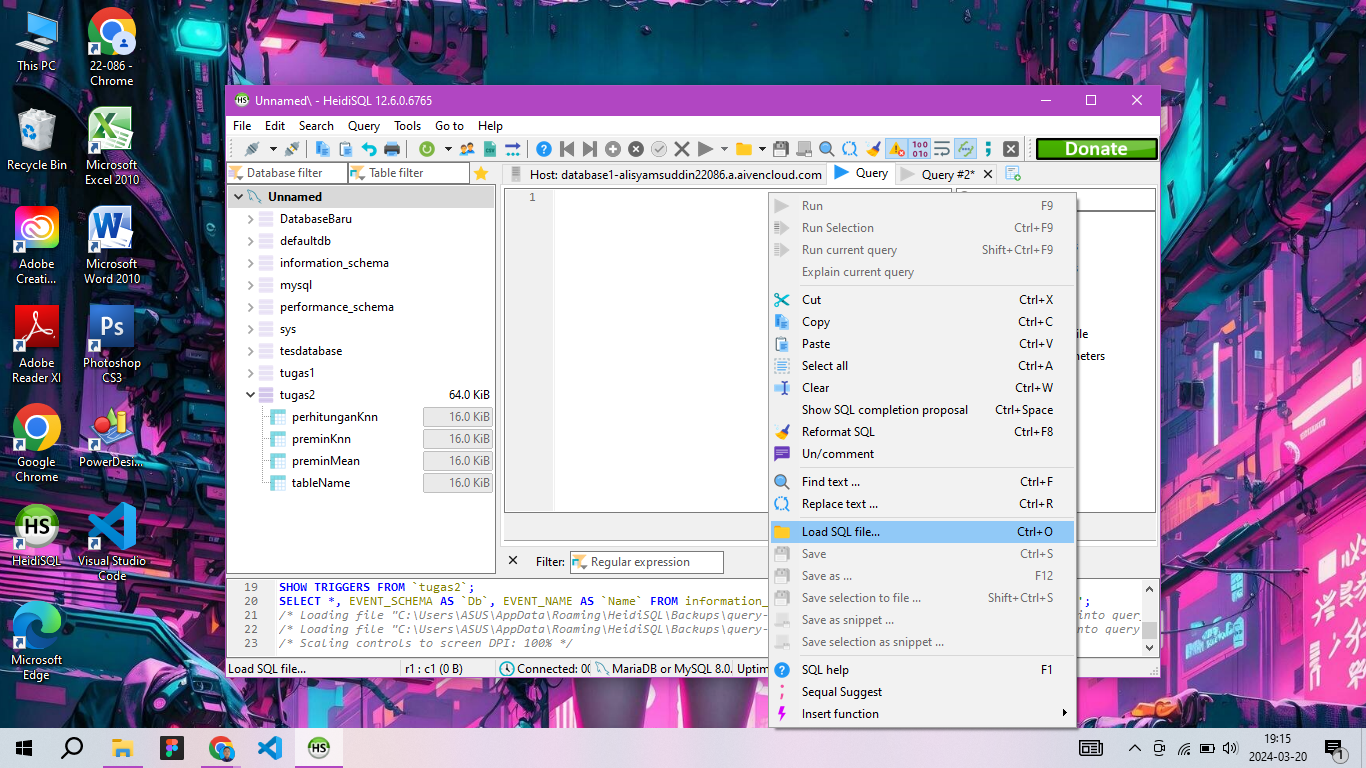 This PC
22-086 -
Chrome
Recycle Bin
Microsoft
Excel 2010
Adobe
Creati...
Microsoft
Word 2010
Adobe
Reader XI
Photoshop
CS3
Google
Chrome
PowerDesi...
HeidiSQL
Visual Studio
Code
Microsoft
Edge
Unnamed\ - HeidiSQL 12.6.0.6765
File Edit Search Query Tools Go to Help
Donate
Database filter
Table filter
Host: database1-alisyamsuddin22086.a.aivencloud.com
Query
Query #2*
Unnamed
DatabaseBaru
defaultdb
information_schema
mysql
performance_schema
sys
tesdatabase
tugas1
tugas2 64.0 KiB
perhitunganKnn 16.0 KiB
preminKnn 16.0 KiB
preminMean 16.0 KiB
tableName 16.0 KiB
1
Run F9
Run Selection Ctrl+F9
Run current query Shift+Ctrl+F9
Explain current query
Cut Ctrl+X
Copy Ctrl+C
Paste Ctrl+V
Select all Ctrl+A
Clear Ctrl+W
Show SQL completion proposal Ctrl+Space
Reformat SQL Ctrl+F8
Un/comment
Find text ... Ctrl+F
Replace text ... Ctrl+R
Load SQL file... Ctrl+O
Save Ctrl+S
Save as ... F12
Save selection to file ... Shift+Ctrl+S
Save as snippet ...
Save selection as snippet ...
SQL help F1
Sequal Suggest
Insert function
Filter: Regular expression
19 SHOW TRIGGERS FROM `tugas2`;
20 SELECT *, EVENT_SCHEMA AS `Db`, EVENT_NAME AS `Name` FROM information_ ';
21 /* Loading file "C:\Users\ASUS\AppData\Roaming\HeidiSQL\Backups\query- into query
22 /* Loading file "C:\Users\ASUS\AppData\Roaming\HeidiSQL\Backups\query- into query
23 /* Scaling controls to screen DPI: 100% */
Load SQL file... r1 : c1 (0 B) Connected: 00 MariaDB or MySQL 8.0. Uptim
19:15
2024-03-20
1